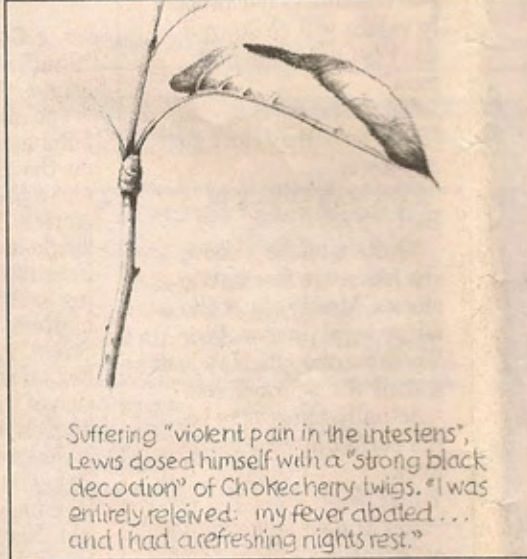 Suffering "violent pain in the intestens",
Lewis dosed himself with a "strong black
decoction" of Chokecherry twigs. "I was
entirely releived: my fever abated...
and I had a refreshing nights rest."